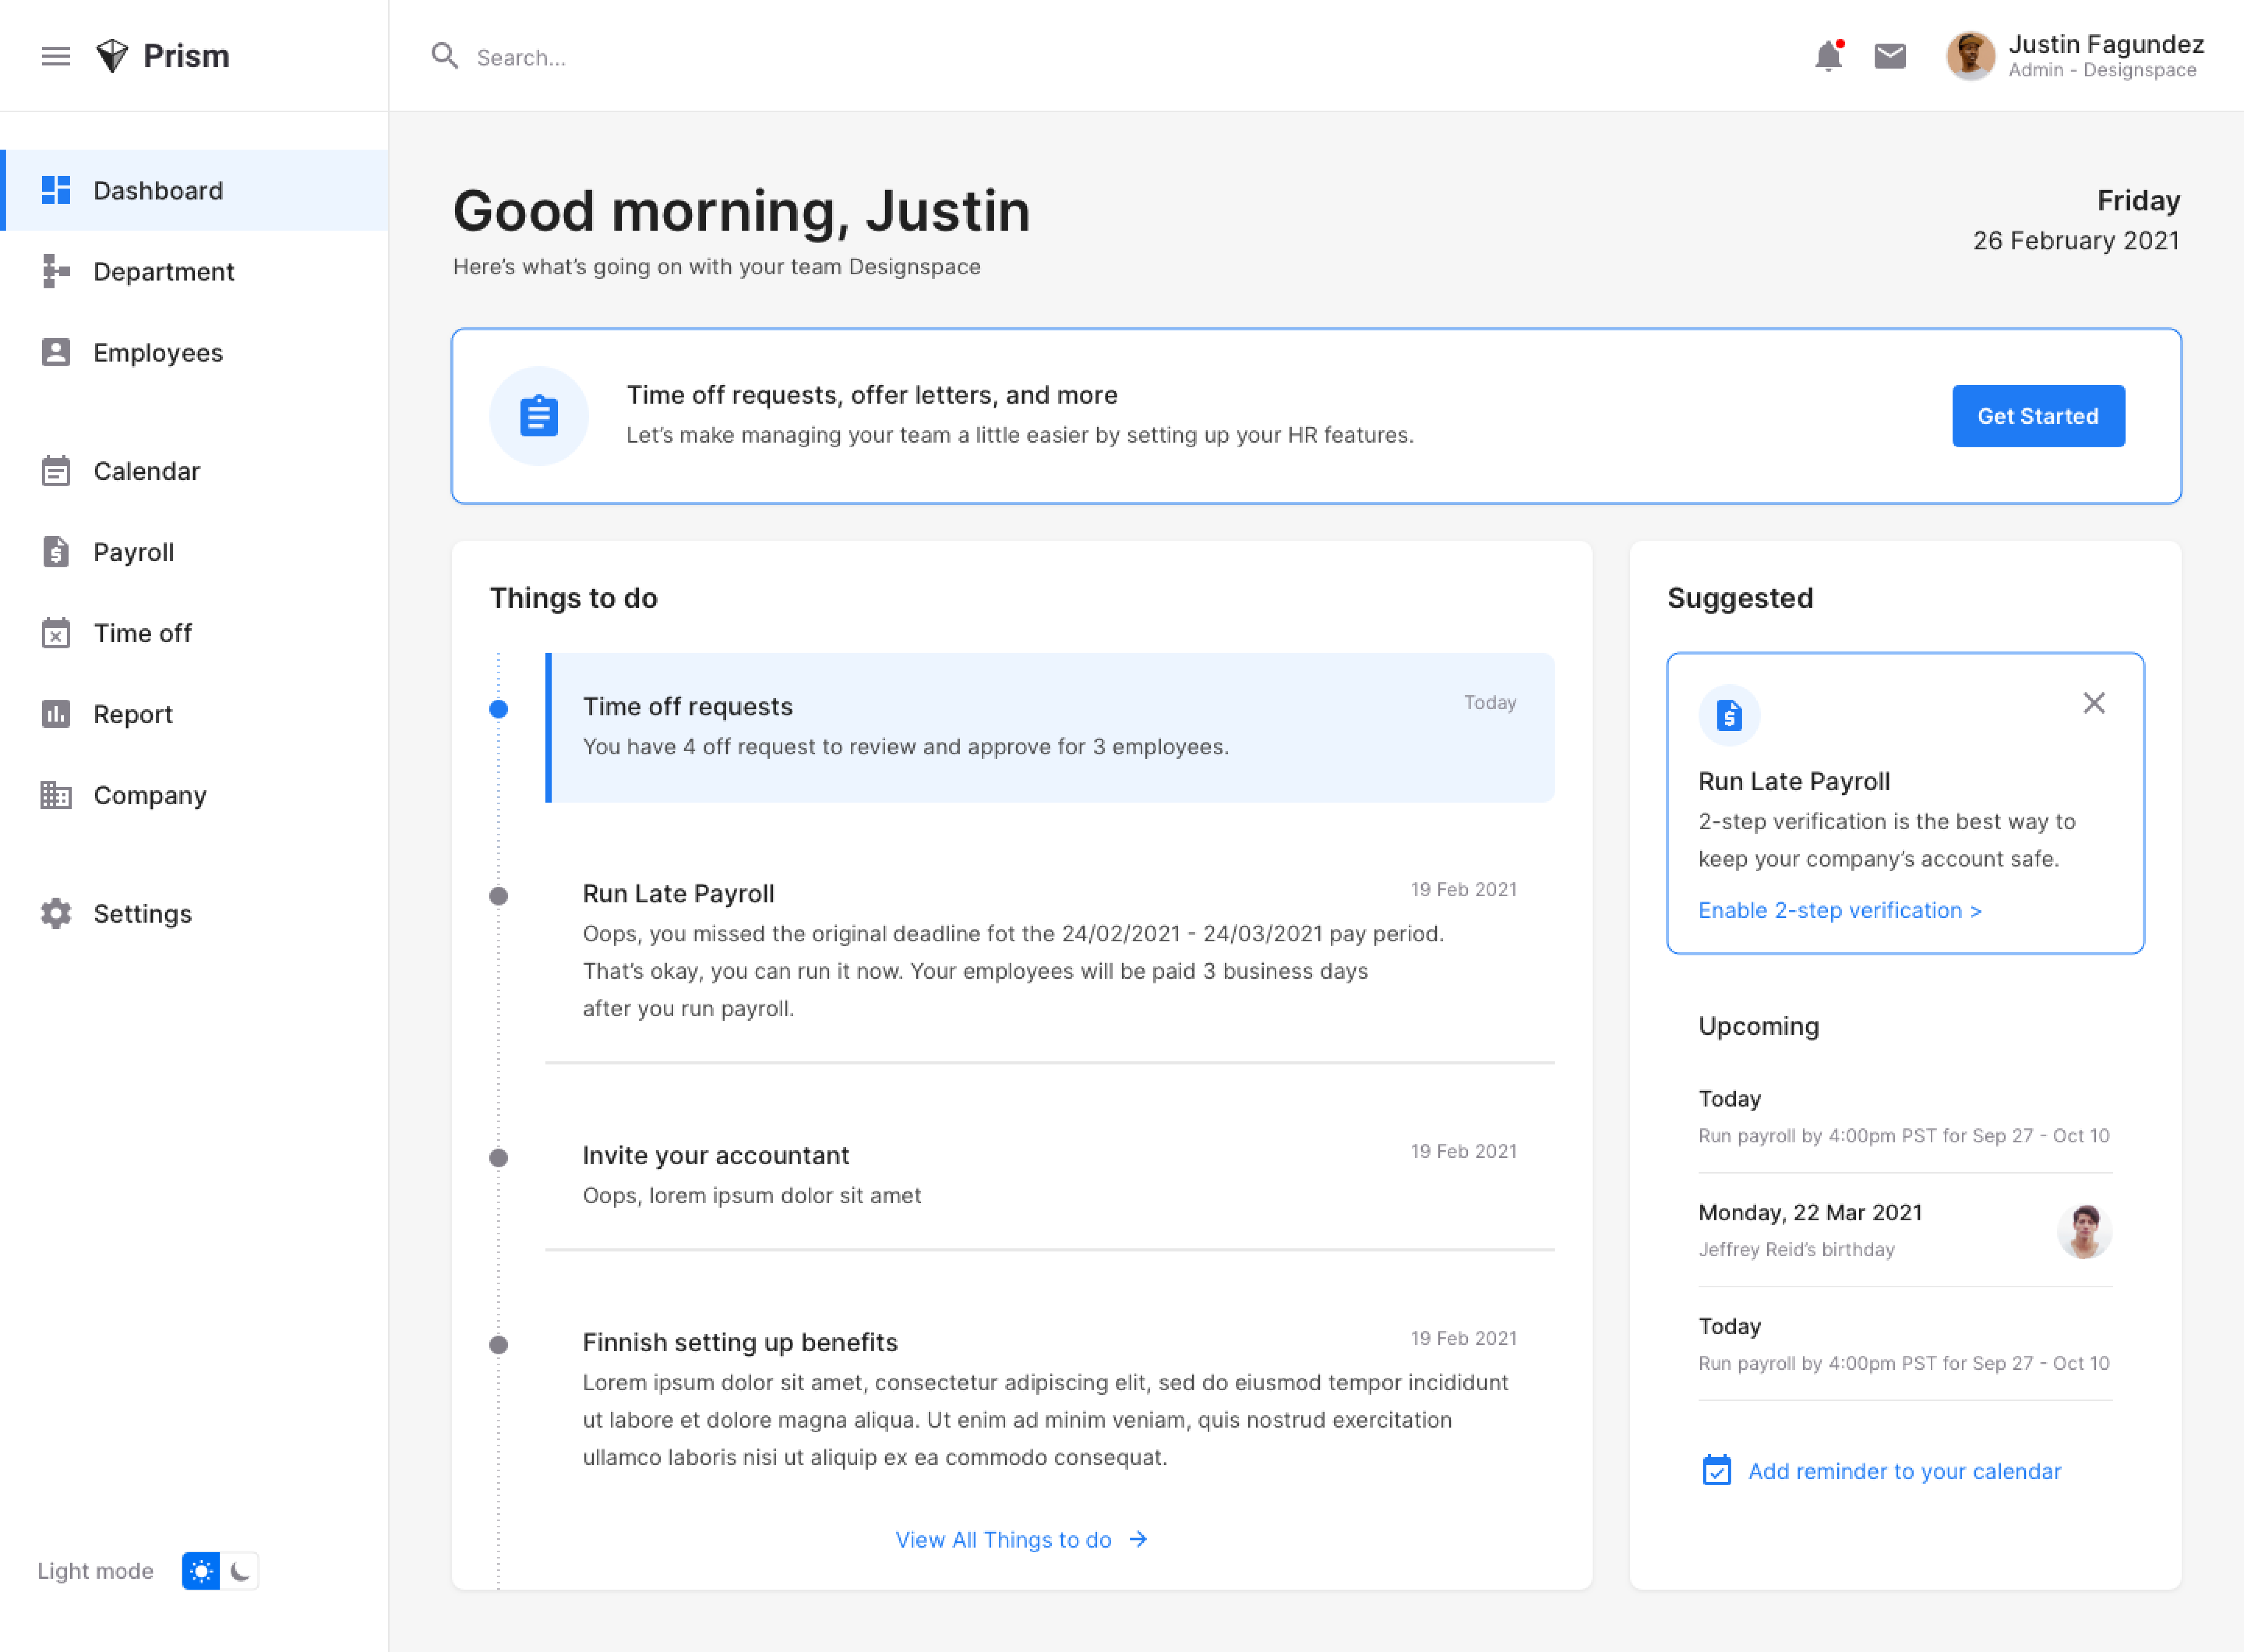 Prism
Search...
Justin Fagundez
Admin - Designspace
Dashboard
Department
Employees
Calendar
Payroll
Time off
Report
Company
Settings
Light mode
Good morning, Justin
Here’s what’s going on with your team Designspace
Friday
26 February 2021
Time off requests, offer letters, and more
Let’s make managing your team a little easier by setting up your HR features.
Get Started
Things to do
Time off requests
Today
You have 4 off request to review and approve for 3 employees.
Run Late Payroll
19 Feb 2021
Oops, you missed the original deadline fot the 24/02/2021 - 24/03/2021 pay period.
That’s okay, you can run it now. Your employees will be paid 3 business days
after you run payroll.
Invite your accountant
19 Feb 2021
Oops, lorem ipsum dolor sit amet
Finnish setting up benefits
19 Feb 2021
Lorem ipsum dolor sit amet, consectetur adipiscing elit, sed do eiusmod tempor incididunt
ut labore et dolore magna aliqua. Ut enim ad minim veniam, quis nostrud exercitation
ullamco laboris nisi ut aliquip ex ea commodo consequat.
View All Things to do
Suggested
Run Late Payroll
2-step verification is the best way to
keep your company’s account safe.
Enable 2-step verification >
Upcoming
Today
Run payroll by 4:00pm PST for Sep 27 - Oct 10
Monday, 22 Mar 2021
Jeffrey Reid’s birthday
Today
Run payroll by 4:00pm PST for Sep 27 - Oct 10
Add reminder to your calendar